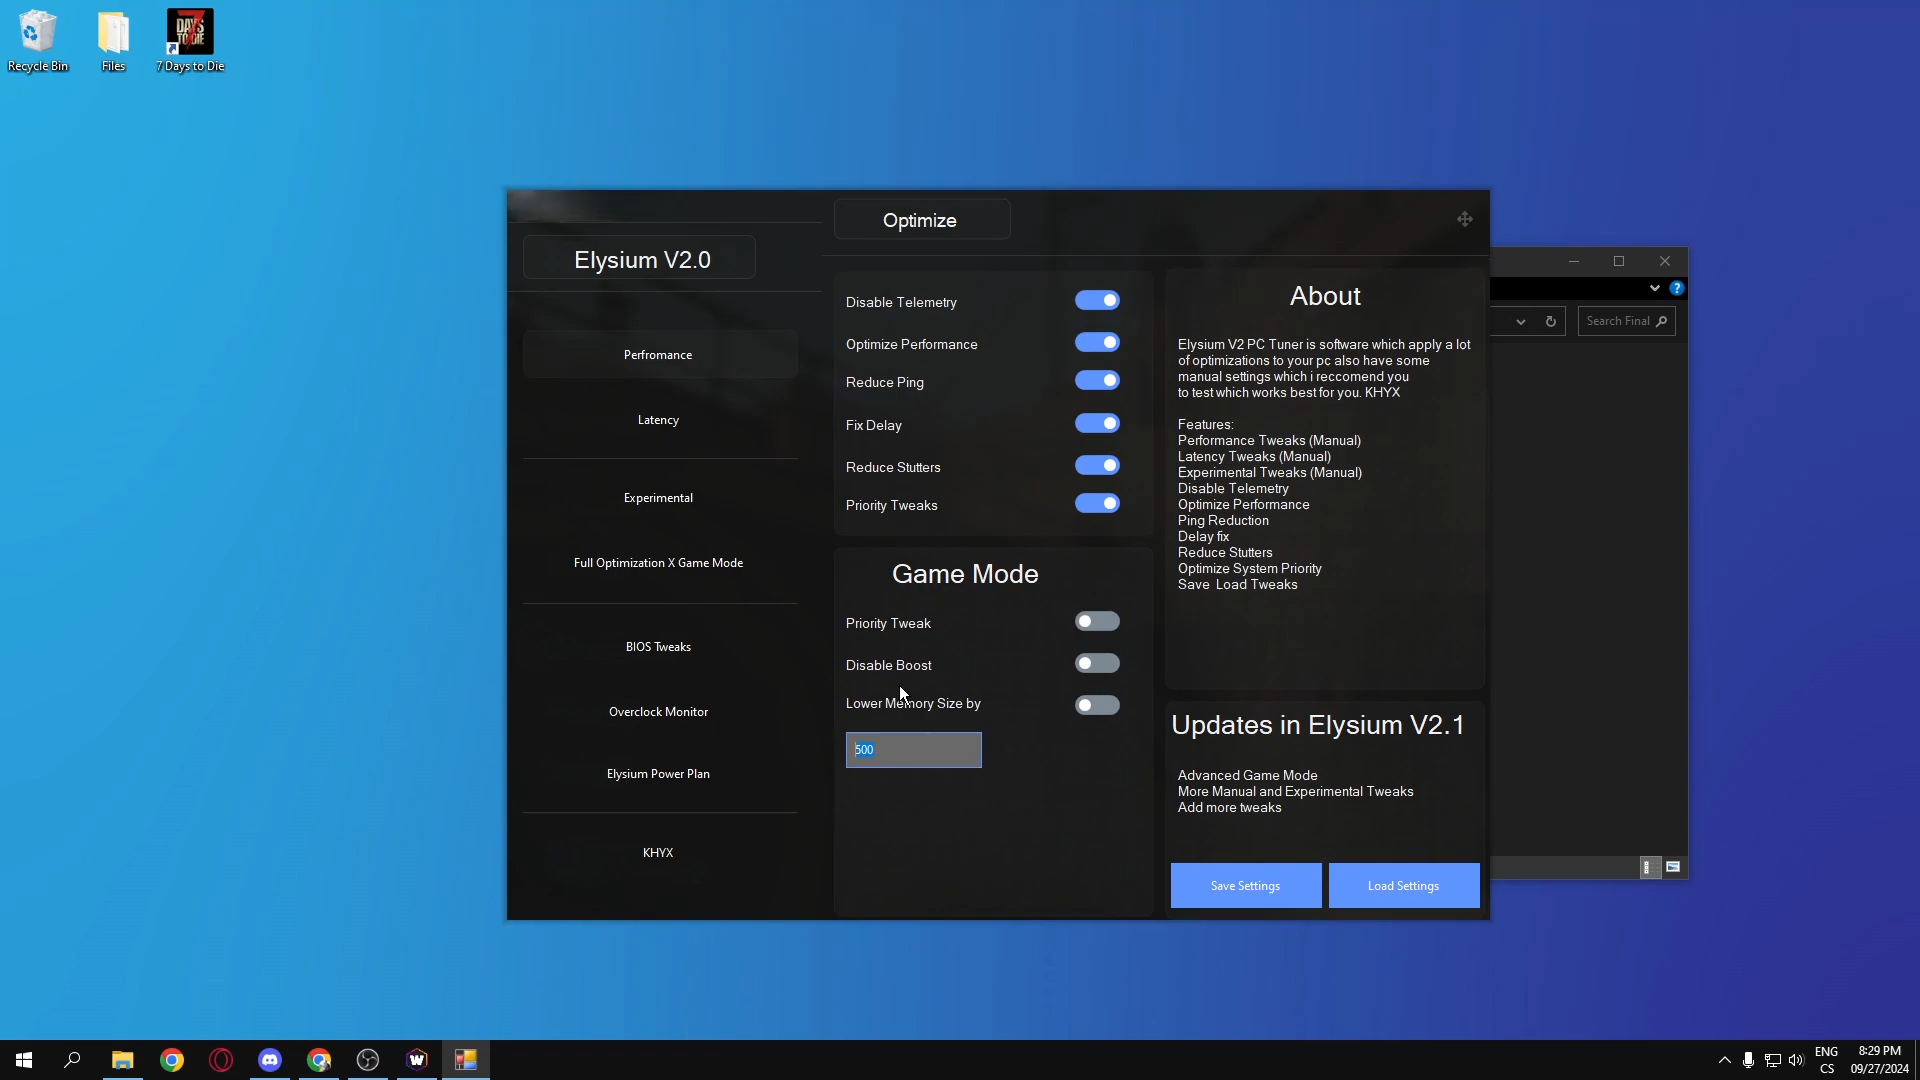 Recycle Bin
Files
DAYS
TO DIE
7 Days to Die
Optimize
Elysium V2.0
Perfromance
Latency
Experimental
Full Optimization X Game Mode
BIOS Tweaks
Overclock Monitor
Elysium Power Plan
KHYX
Disable Telemetry
Optimize Performance
Reduce Ping
Fix Delay
Reduce Stutters
Priority Tweaks
Game Mode
Priority Tweak
Disable Boost
Lower Memory Size by
500
About
Elysium V2 PC Tuner is software which apply a lot
of optimizations to your pc also have some
manual settings which i reccomend you
to test which works best for you. KHYX
Features:
Performance Tweaks (Manual)
Latency Tweaks (Manual)
Experimental Tweaks (Manual)
Disable Telemetry
Optimize Performance
Ping Reduction
Delay fix
Reduce Stutters
Optimize System Priority
Save Load Tweaks
Updates in Elysium V2.1
Advanced Game Mode
More Manual and Experimental Tweaks
Add more tweaks
Save Settings
Load Settings
Search Final
ENG
CS
8:29 PM
09/27/2024